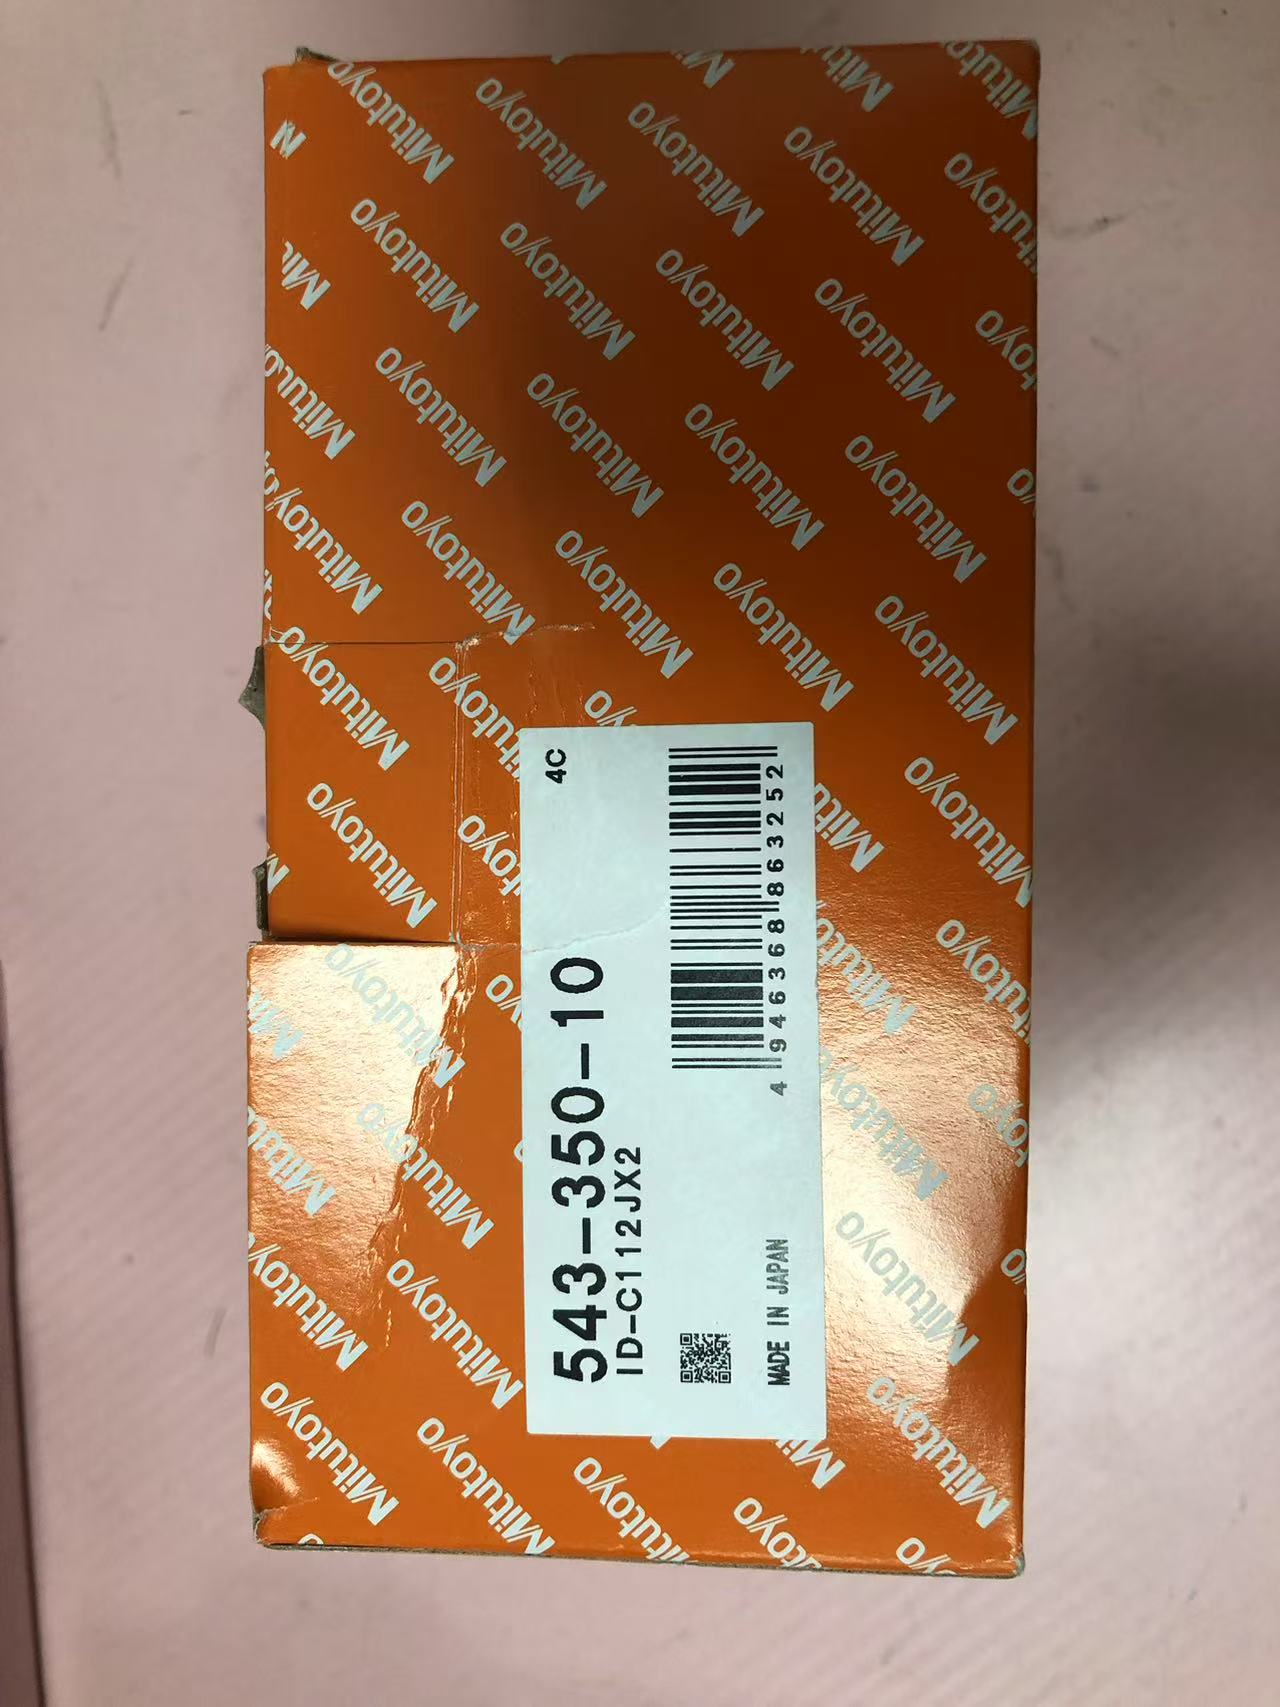 Mitutoyo
4C
543-350-10
ID-C112JX2
4 946368 863252
MADE IN JAPAN